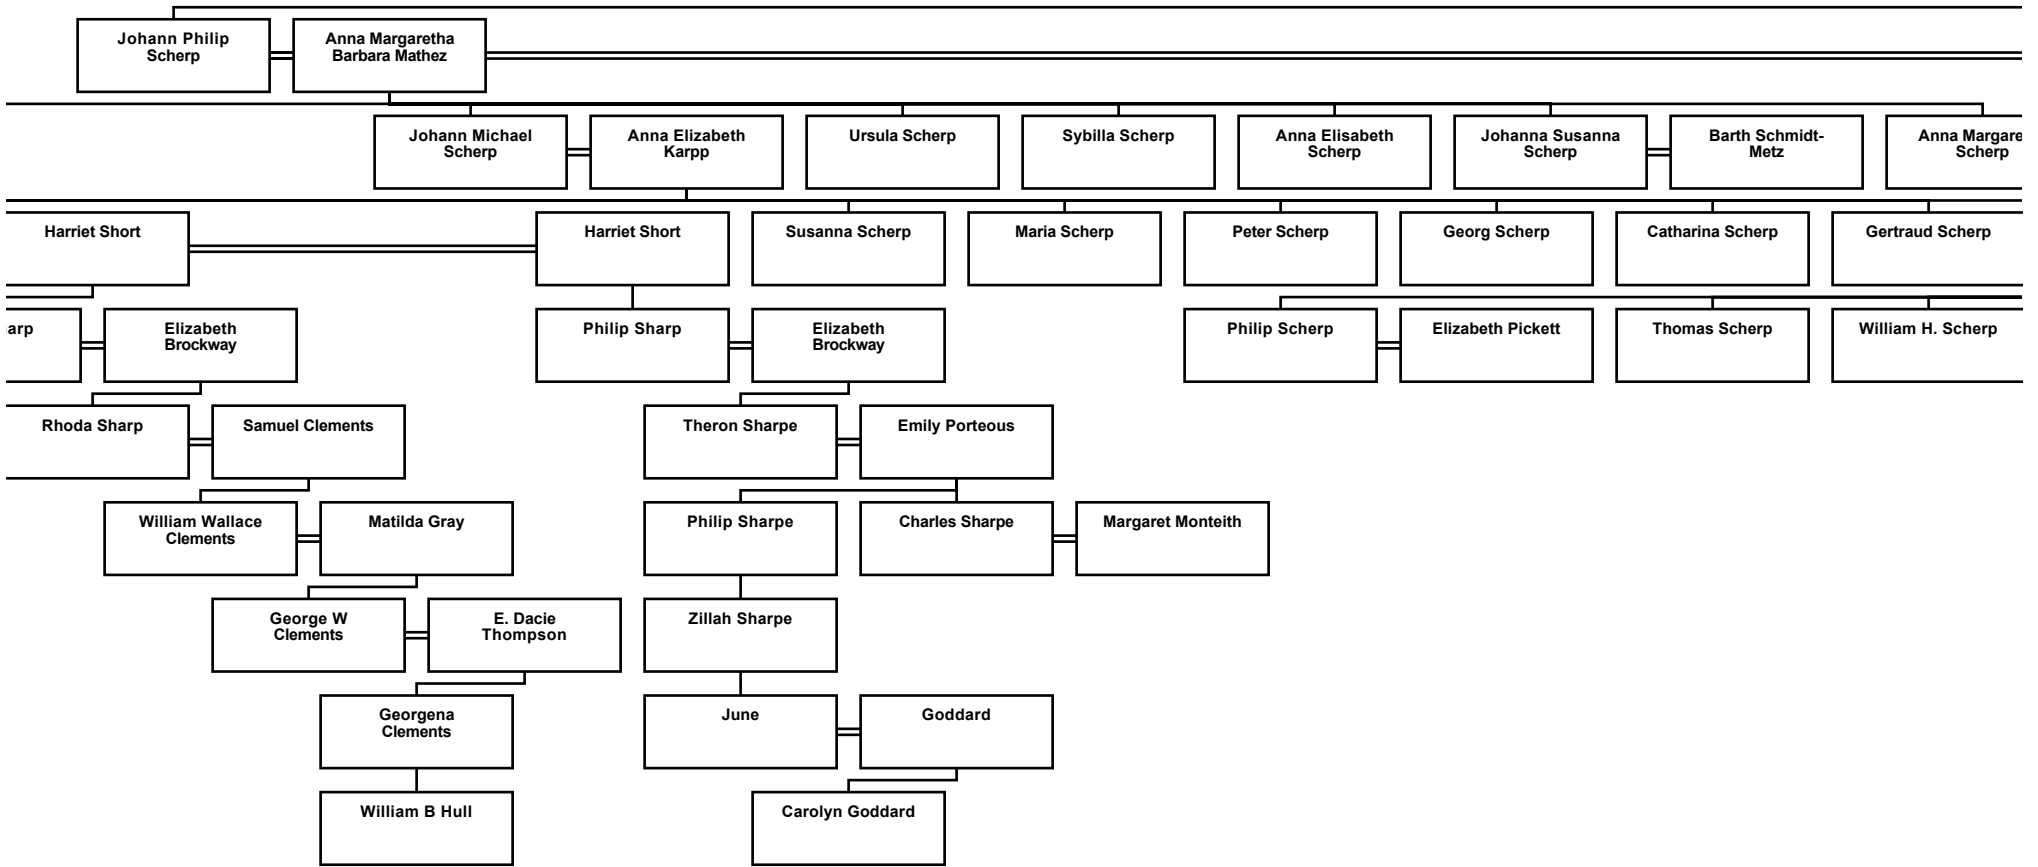 Johann Philip
Scherp
Anna Margaretha
Barbara Mathez
Johann Michael
Scherp
Anna Elizabeth
Karpp
Ursula Scherp
Sybilla Scherp
Anna Elisabeth
Scherp
Johanna Susanna
Scherp
Barth Schmidt-
Metz
Anna Margare
Scherp
Harriet Short
Harriet Short
Susanna Scherp
Maria Scherp
Peter Scherp
Georg Scherp
Catharina Scherp
Gertraud Scherp
arp
Elizabeth
Brockway
Philip Sharp
Elizabeth
Brockway
Philip Scherp
Elizabeth Pickett
Thomas Scherp
William H. Scherp
Rhoda Sharp
Samuel Clements
Theron Sharpe
Emily Porteous
William Wallace
Clements
Matilda Gray
Philip Sharpe
Charles Sharpe
Margaret Monteith
George W
Clements
E. Dacie
Thompson
Zillah Sharpe
Georgena
Clements
June
Goddard
William B Hull
Carolyn Goddard